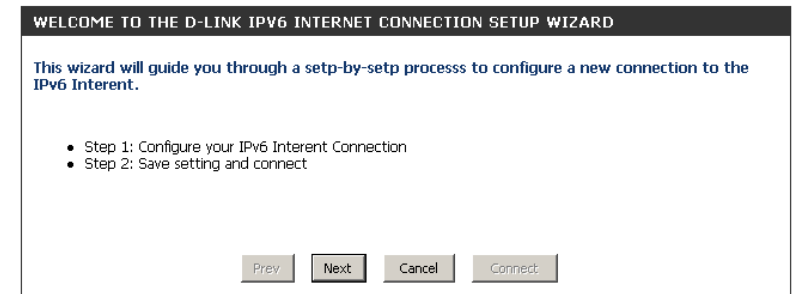 WELCOME TO THE D-LINK IPV6 INTERNET CONNECTION SETUP WIZARD
This wizard will guide you through a setp-by-setp processs to configure a new connection to the
IPv6 Interent.
• Step 1: Configure your IPv6 Interent Connection
• Step 2: Save setting and connect
Prev Next Cancel Connect